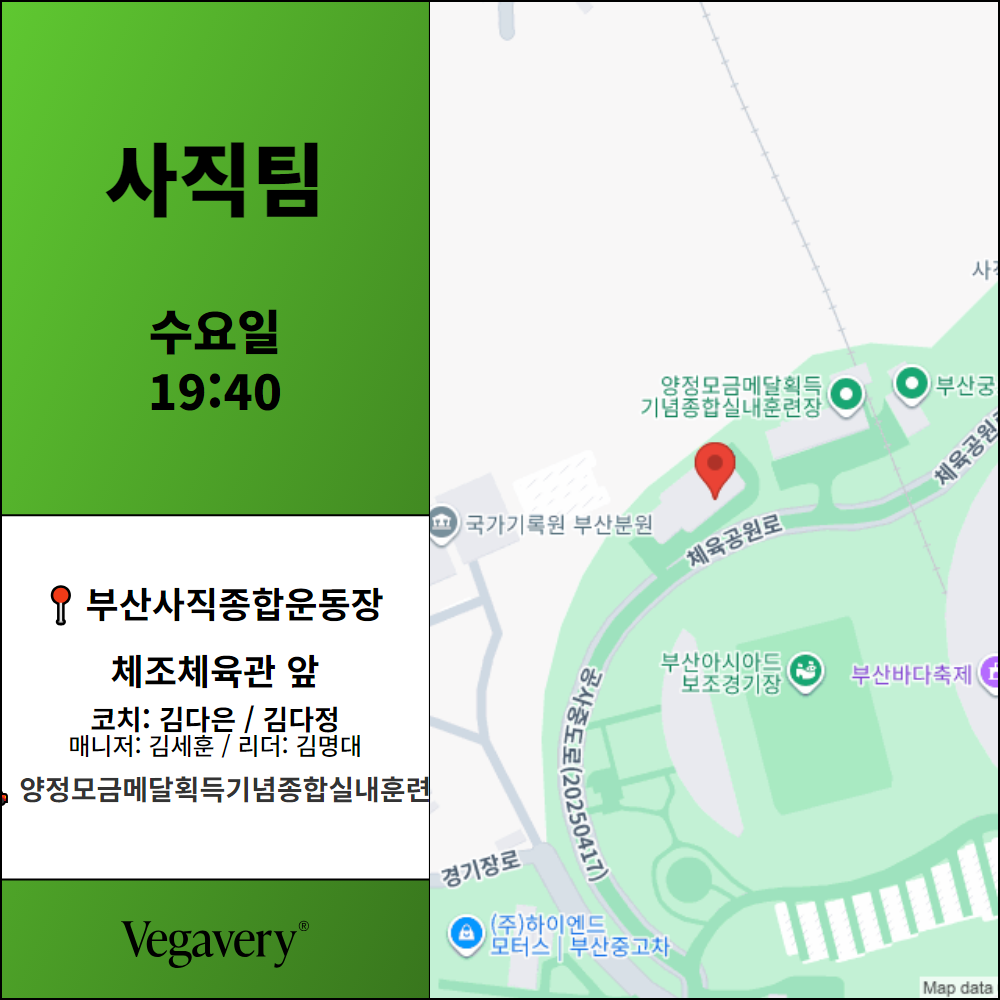 사직팀
수요일
19:40
부산사직종합운동장
체조체육관 앞
코치: 김다은 / 김다정
매니저: 김세훈 / 리더: 김명대
양정모금메달획득기념종합실내훈련
Vegavery®
양정모금메달획득
기념종합실내훈련장
부산궁
체육공원로
체육공원로
국가기록원 부산분원
부산아시아드
보조경기장
부산바다축제
공사중도로(20250417)
경기장로
(주)하이엔드
모터스 | 부산중고차
Map data